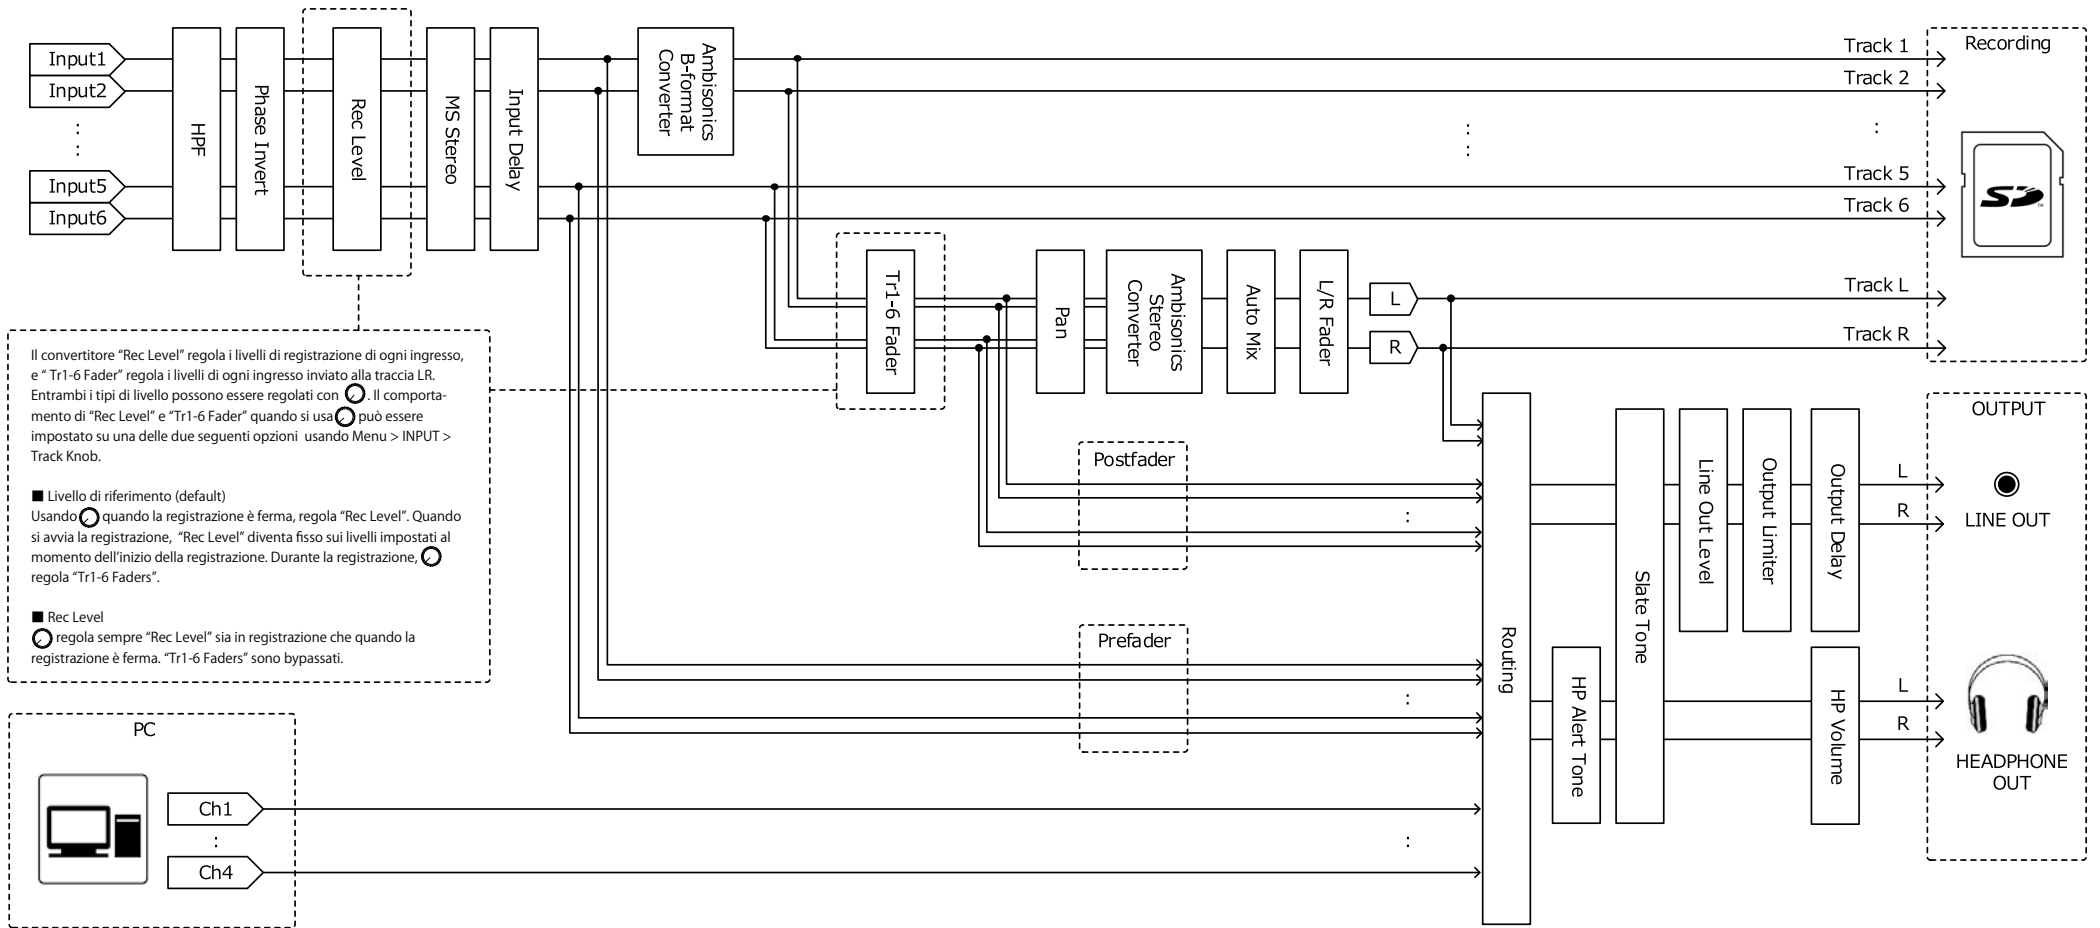 Input1
Input2
Input5
Input6
HPF
Phase Invert
Rec Level
MS Stereo
Input Delay
Ambisonics
B-format
Converter
Track 1
Track 2
Track 5
Track 6
Track L
Track R
Recording
SD
TM
Tr1-6 Fader
Pan
Ambisonics
Stereo
Converter
Auto Mix
L/R Fader
L
R
Il convertitore “Rec Level” regola i livelli di registrazione di ogni ingresso,
e “ Tr1-6 Fader” regola i livelli di ogni ingresso inviato alla traccia LR.
Entrambi i tipi di livello possono essere regolati con . Il comporta-
mento di “Rec Level” e “Tr1-6 Fader” quando si usa può essere
impostato su una delle due seguenti opzioni usando Menu > INPUT >
Track Knob.
■ Livello di riferimento (default)
Usando quando la registrazione è ferma, regola “Rec Level”. Quando
si avvia la registrazione, “Rec Level” diventa fisso sui livelli impostati al
momento dell’inizio della registrazione. Durante la registrazione,
regola “Tr1-6 Faders”.
■ Rec Level
regola sempre “Rec Level” sia in registrazione che quando la
registrazione è ferma. “Tr1-6 Faders” sono bypassati.
Postfader
Prefader
PC
Ch1
Ch4
Routing
HP Alert Tone
Slate Tone
Line Out Level
Output Limiter
Output Delay
HP Volume
OUTPUT
L
R
LINE OUT
L
R
HEADPHONE
OUT